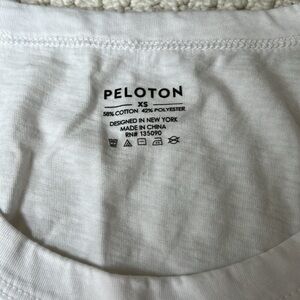 PELOTON
XS
58% COTTON 42% POLYESTER
DESIGNED IN NEW YORK
MADE IN CHINA
RN# 135090